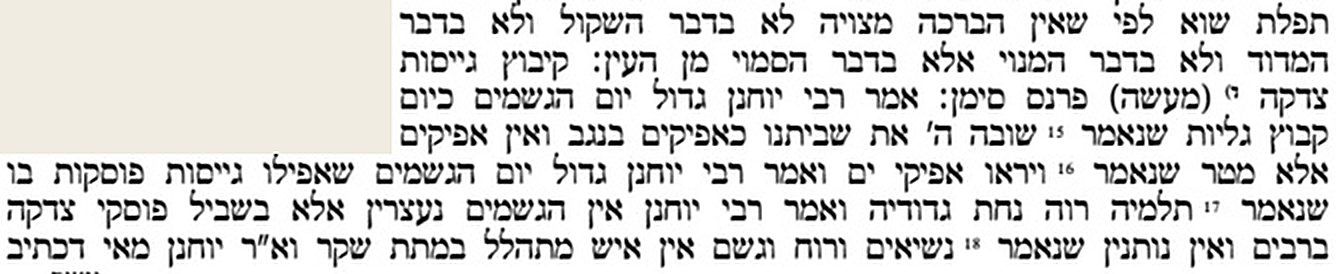 תפלת שוא לפי שאין הברכה מצויה לא בדבר השקול ולא בדבר
המדוד ולא בדבר המנוי אלא בדבר הסמוי מן העין: קיבוץ גייסות
צדקה (מעשה) פרנס סימן: אמר רבי יוחנן גדול יום הגשמים כיום
קבוץ גליות שנאמר 15 שובה ה' את שביתנו כאפיקים בנגב ואין אפיקים
אלא מטר שנאמר 16 ויראו אפיקי ים ואמר רבי יוחנן גדול יום הגשמים שאפילו גייסות פוסקות בו
שנאמר 17 תלמיה רוה נחת גדודיה ואמר רבי יוחנן אין הגשמים נעצרין אלא בשביל פוסקי צדקה
ברבים ואין נותנין שנאמר 18 נשיאים ורוח וגשם אין איש מתהלל במתת שקר וא"ר יוחנן מאי דכתיב